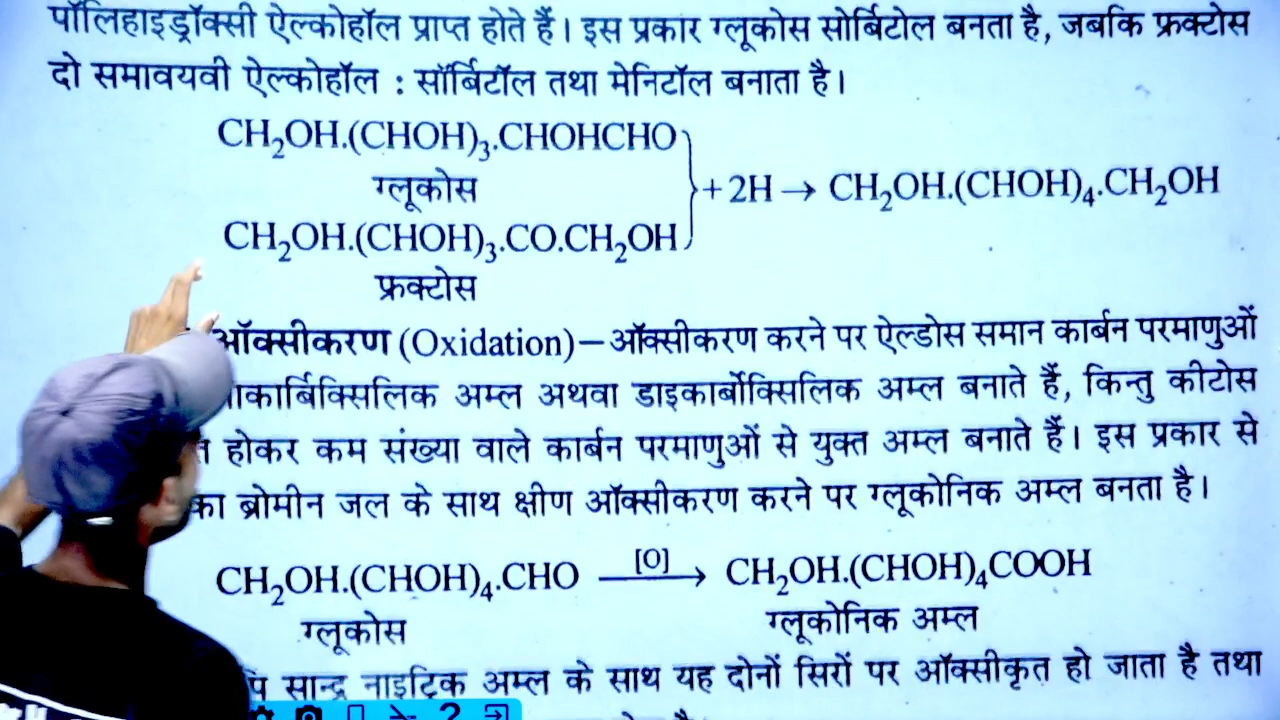 पॉलिहाइड्रॉक्सी ऐल्कोहॉल प्राप्त होते हैं। इस प्रकार ग्लूकोस सोर्बिटोल बनता है, जबकि फ्रक्टोस
दो समावयवी ऐल्कोहॉल : सॉर्बिटॉल तथा मेनिटॉल बनाता है।
CH₂OH.(CHOH)₃.CHOHCHO
ग्लूकोस
+ 2H → CH₂OH.(CHOH)₄.CH₂OH
CH₂OH.(CHOH)₃.CO.CH₂OH
फ्रक्टोस
ऑक्सीकरण (Oxidation)–ऑक्सीकरण करने पर ऐल्डोस समान कार्बन परमाणुओं
अम्ल अथवा डाइकार्बोक्सिलिक अम्ल बनाते हैं, किन्तु कीटोस
होकर कम संख्या वाले कार्बन परमाणुओं से युक्त अम्ल बनाते हैं। इस प्रकार से
का ब्रोमीन जल के साथ क्षीण ऑक्सीकरण करने पर ग्लूकोनिक अम्ल बनता है।
CH₂OH.(CHOH)₄.CHO [O] → CH₂OH.(CHOH)₄COOH
ग्लूकोस ग्लूकोनिक अम्ल
सान्द्र नाइट्रिक अम्ल के साथ यह दोनों सिरों पर ऑक्सीकृत हो जाता है तथा